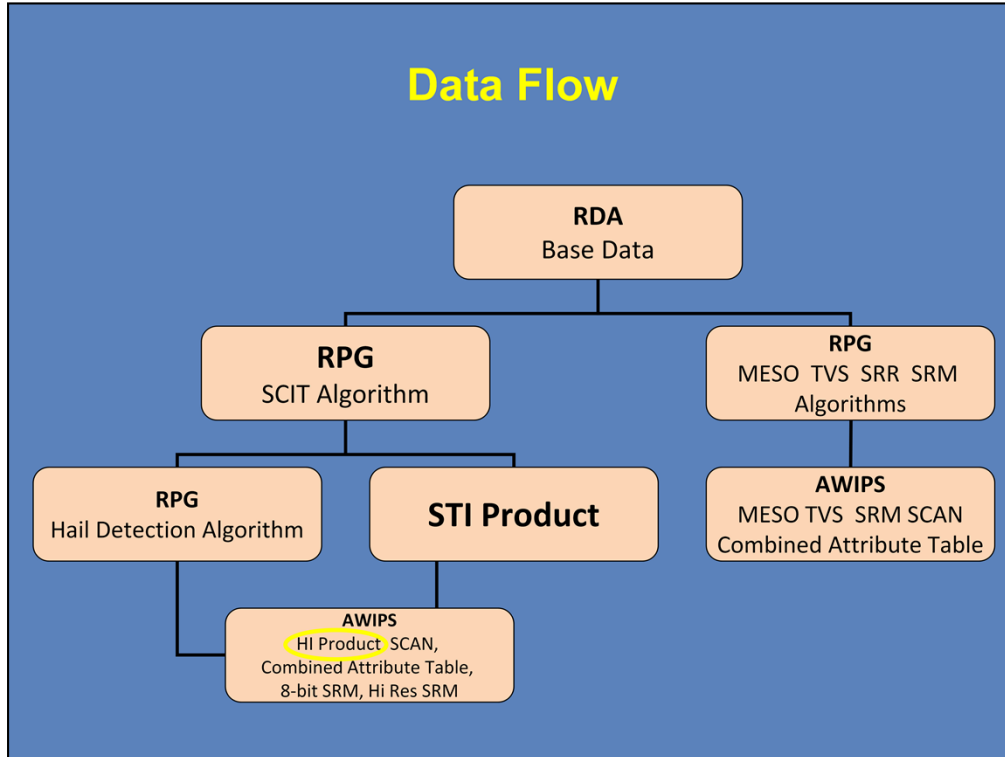 Data Flow
RDA
Base Data
RPG
SCIT Algorithm
RPG
MESO TVS SRR SRM
Algorithms
RPG
Hail Detection Algorithm
STI Product
AWIPS
MESO TVS SRM SCAN
Combined Attribute Table
AWIPS
HI Product SCAN,
Combined Attribute Table,
8-bit SRM, Hi Res SRM